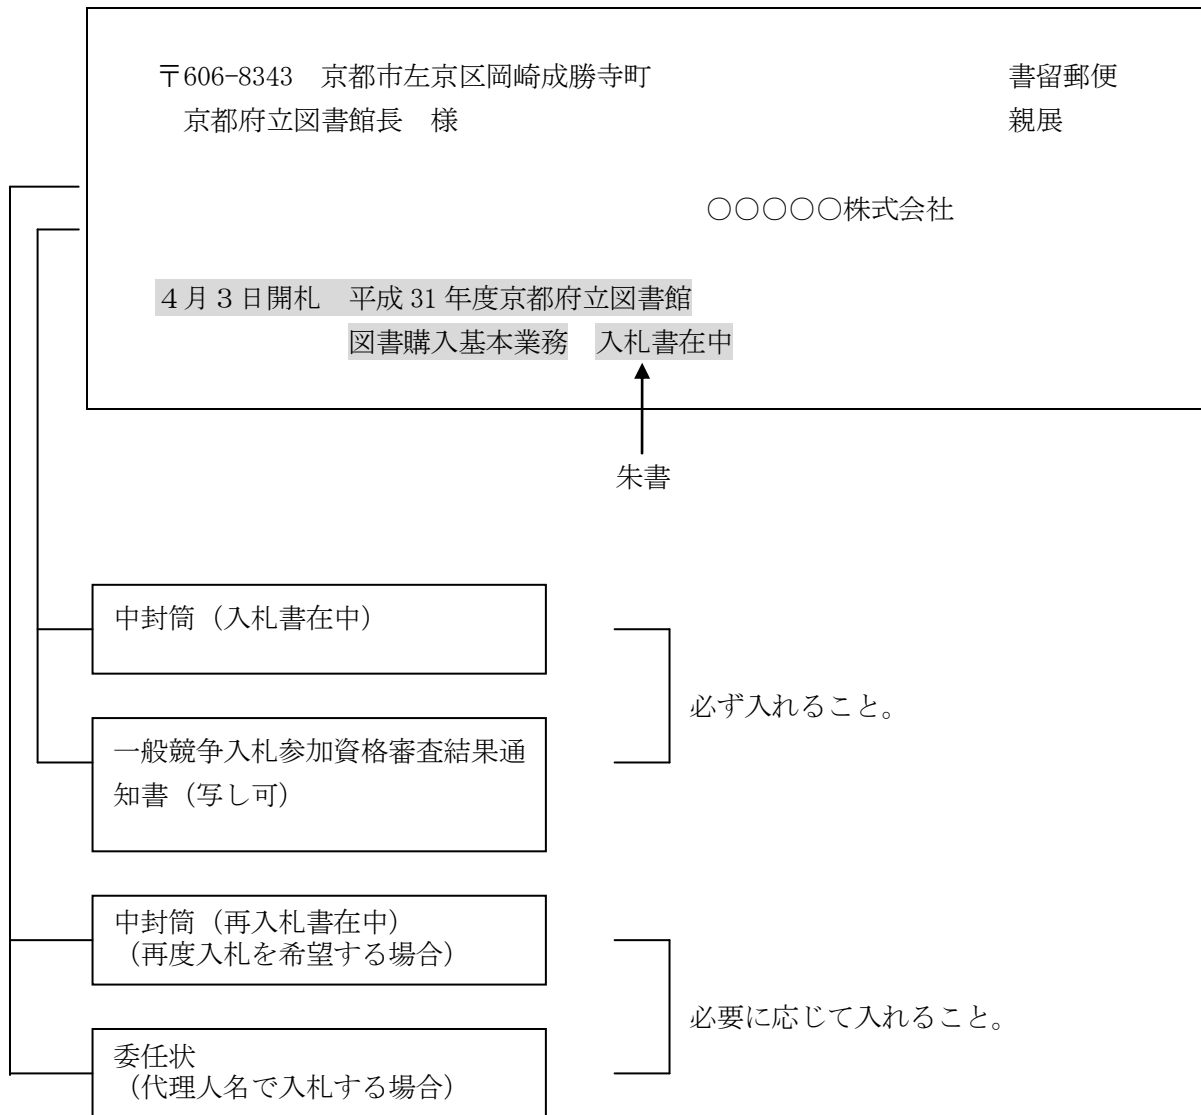 〒606-8343　京都市左京区岡崎成勝寺町　書留郵便
京都府立図書館長　様　親展
○○○○○株式会社
４月３日開札　平成 31 年度京都府立図書館
図書購入基本業務　入札書在中
朱書
中封筒（入札書在中）
必ず入れること。
一般競争入札参加資格審査結果通
知書（写し可）
中封筒（再入札書在中）
（再度入札を希望する場合）
必要に応じて入れること。
委任状
（代理人名で入札する場合）